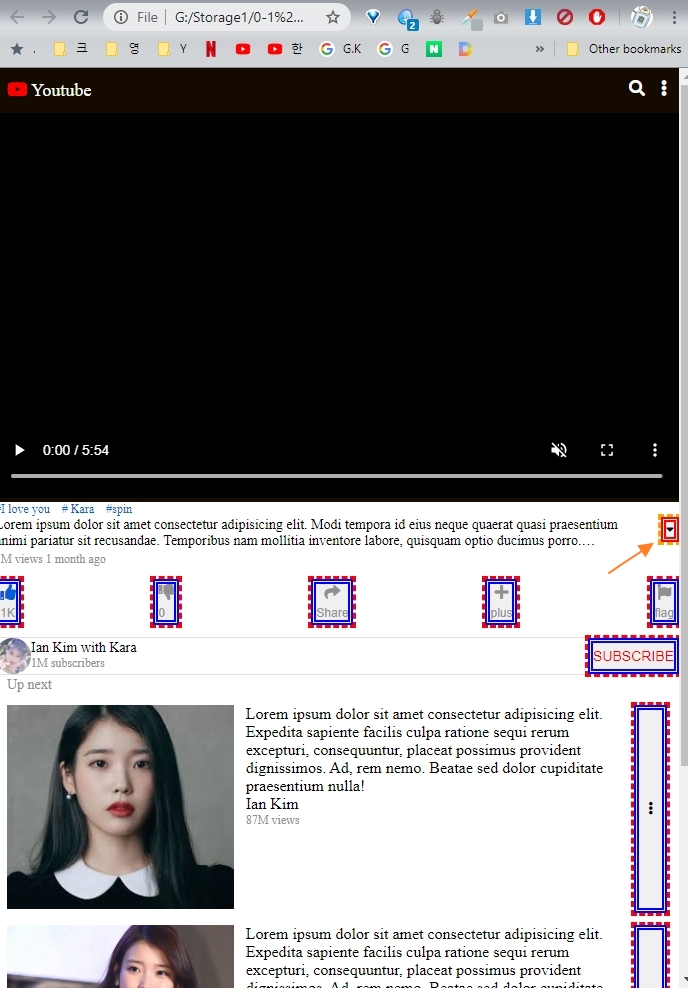 File
G:/Storage1/0-1%2...
2
.
크
영
Y
한
G.K
G
N
Other bookmarks
Youtube
0:00 / 5:54
#I love you # Kara #spin
Lorem ipsum dolor sit amet consectetur adipisicing elit. Modi tempora id eius neque quaerat quasi praesentium
animi pariatur sit recusandae. Temporibus nam mollitia inventore labore, quisquam optio ducimus porro.…
M views 1 month ago
1K
0
Share
plus
flag
Ian Kim with Kara
1M subscribers
SUBSCRIBE
Up next
Lorem ipsum dolor sit amet consectetur adipisicing elit.
Expedita sapiente facilis culpa ratione sequi rerum
excepturi, consequuntur, placeat possimus provident
dignissimos. Ad, rem nemo. Beatae sed dolor cupiditate
praesentium nulla!
Ian Kim
87M views
Lorem ipsum dolor sit amet consectetur adipisicing elit.
Expedita sapiente facilis culpa ratione sequi rerum
excepturi, consequuntur, placeat possimus provident
dignissimos. Ad, rem nemo. Beatae sed dolor cupiditate